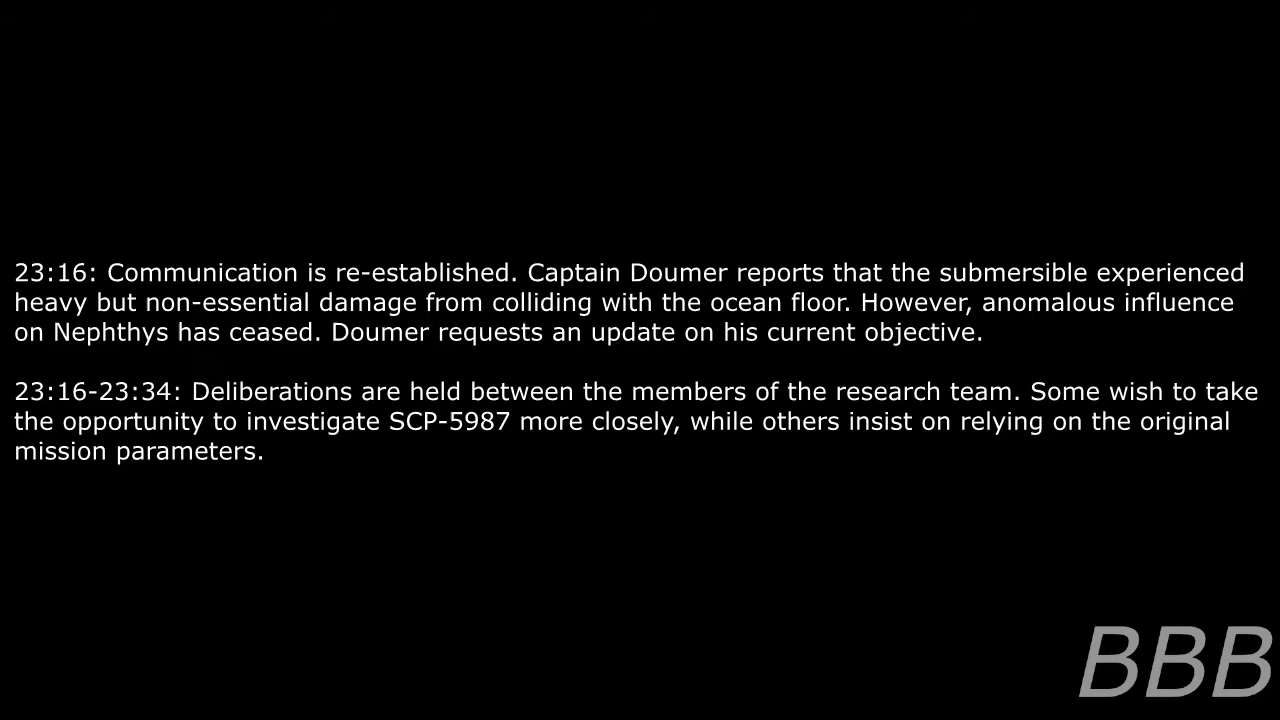 23:16: Communication is re-established. Captain Doumer reports that the submersible experienced
heavy but non-essential damage from colliding with the ocean floor. However, anomalous influence
on Nephthys has ceased. Doumer requests an update on his current objective.
23:16-23:34: Deliberations are held between the members of the research team. Some wish to take
the opportunity to investigate SCP-5987 more closely, while others insist on relying on the original
mission parameters.
BBB